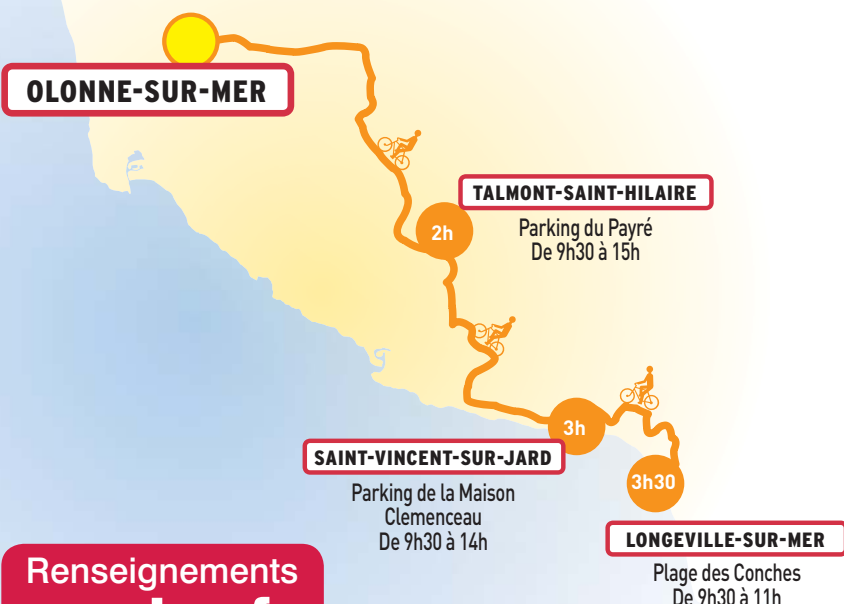 OLONNE-SUR-MER
TALMONT-SAINT-HILAIRE
2h
Parking du Payré
De 9h30 à 15h
3h
SAINT-VINCENT-SUR-JARD
Parking de la Maison
Clemenceau
De 9h30 à 14h
3h30
LONGEVILLE-SUR-MER
Plage des Conches
De 9h30 à 11h
Renseignements